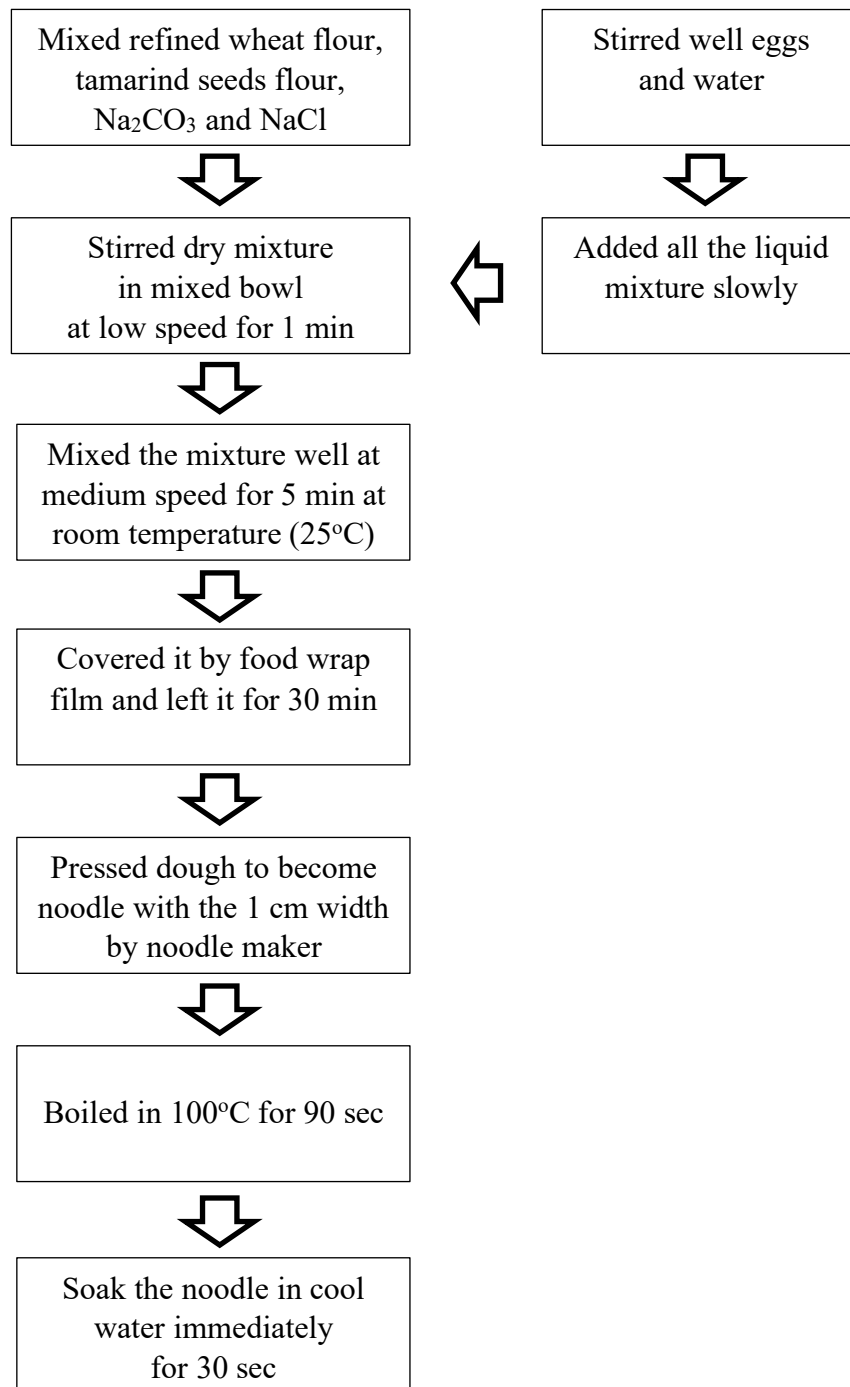 Mixed refined wheat flour,
tamarind seeds flour,
Na₂CO₃ and NaCl
Stirred well eggs
and water
Stirred dry mixture
in mixed bowl
at low speed for 1 min
Added all the liquid
mixture slowly
Mixed the mixture well at
medium speed for 5 min at
room temperature (25°C)
Covered it by food wrap
film and left it for 30 min
Pressed dough to become
noodle with the 1 cm width
by noodle maker
Boiled in 100°C for 90 sec
Soak the noodle in cool
water immediately
for 30 sec